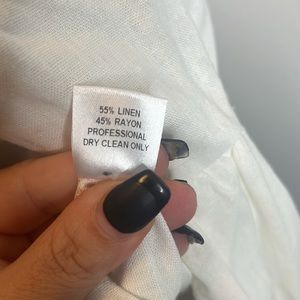 55% LINEN
45% RAYON
PROFESSIONAL
DRY CLEAN ONLY